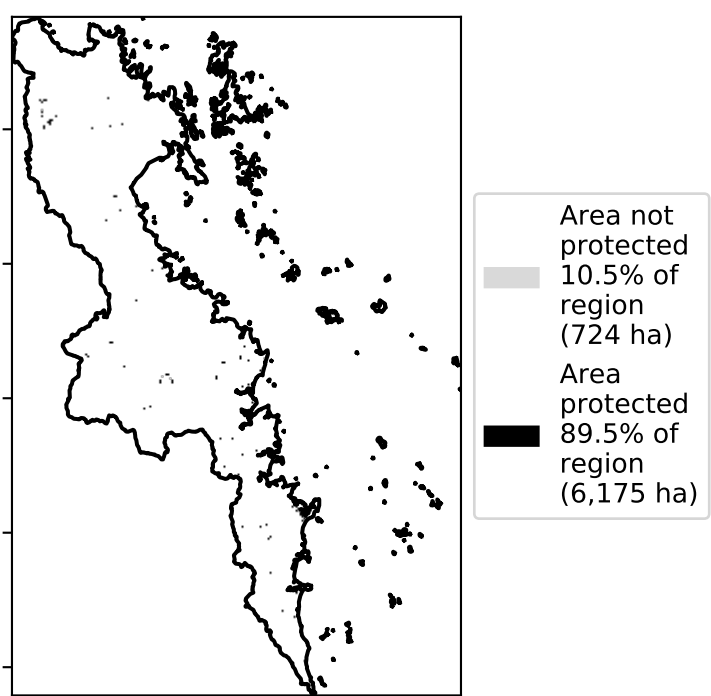 Area not
protected
10.5% of
region
(724 ha)
Area
protected
89.5% of
region
(6,175 ha)